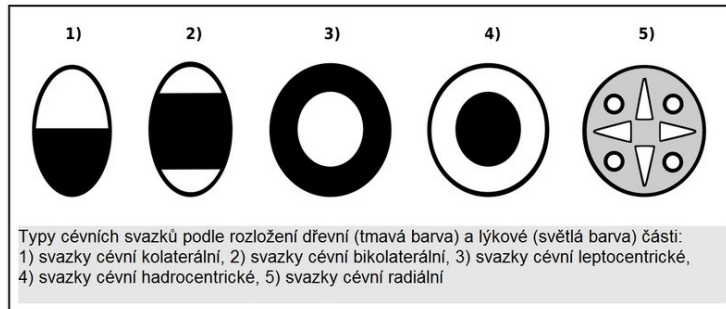 1) 2) 3) 4) 5)
Typy cévních svazků podle rozložení dřevní (tmavá barva) a lýkové (světlá barva) části:
1) svazky cévní kolaterální, 2) svazky cévní bikolaterální, 3) svazky cévní leptocentrické,
4) svazky cévní hadrocentrické, 5) svazky cévní radiální